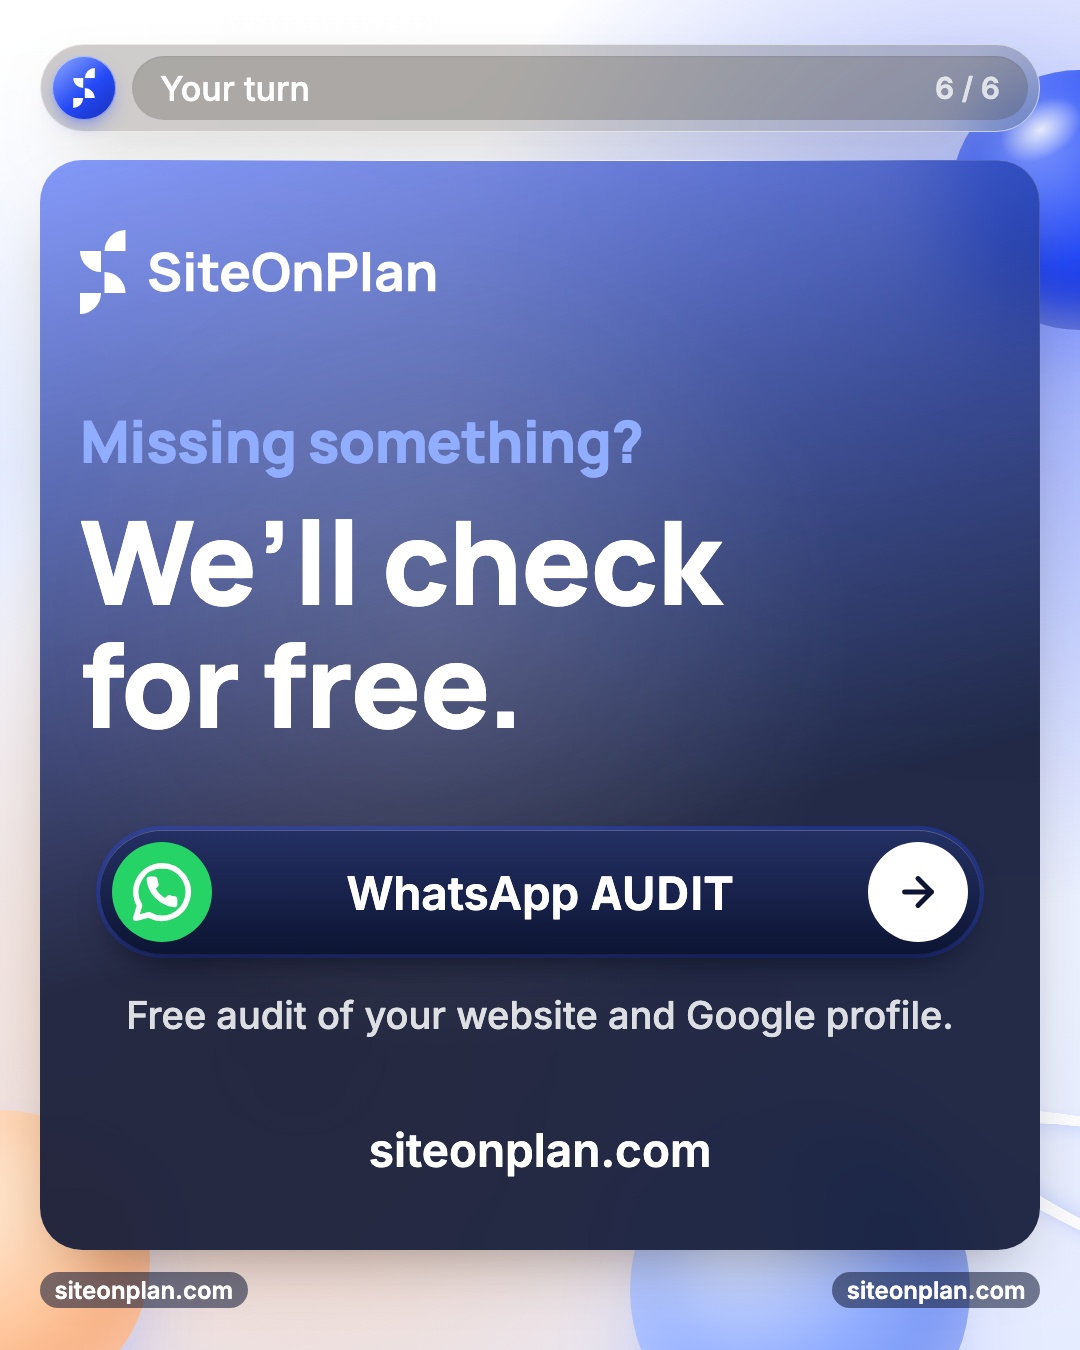 Your turn
6 / 6
SiteOnPlan
Missing something?
We’ll check
for free.
WhatsApp AUDIT
Free audit of your website and Google profile.
siteonplan.com
siteonplan.com
siteonplan.com